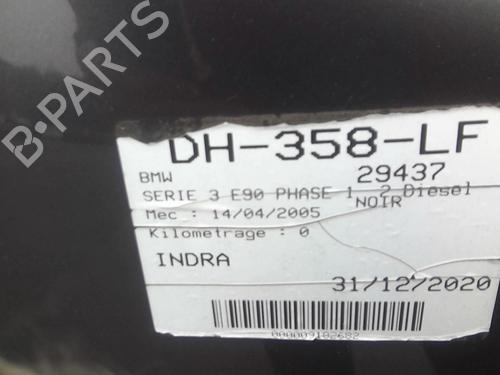 DH-358-LF
BMW 29437
SERIE 3 E90 PHASE 1 2 Diesel
Mec : 14/04/2005 NOIR
Kilometrage : 0
INDRA 31/12/2020